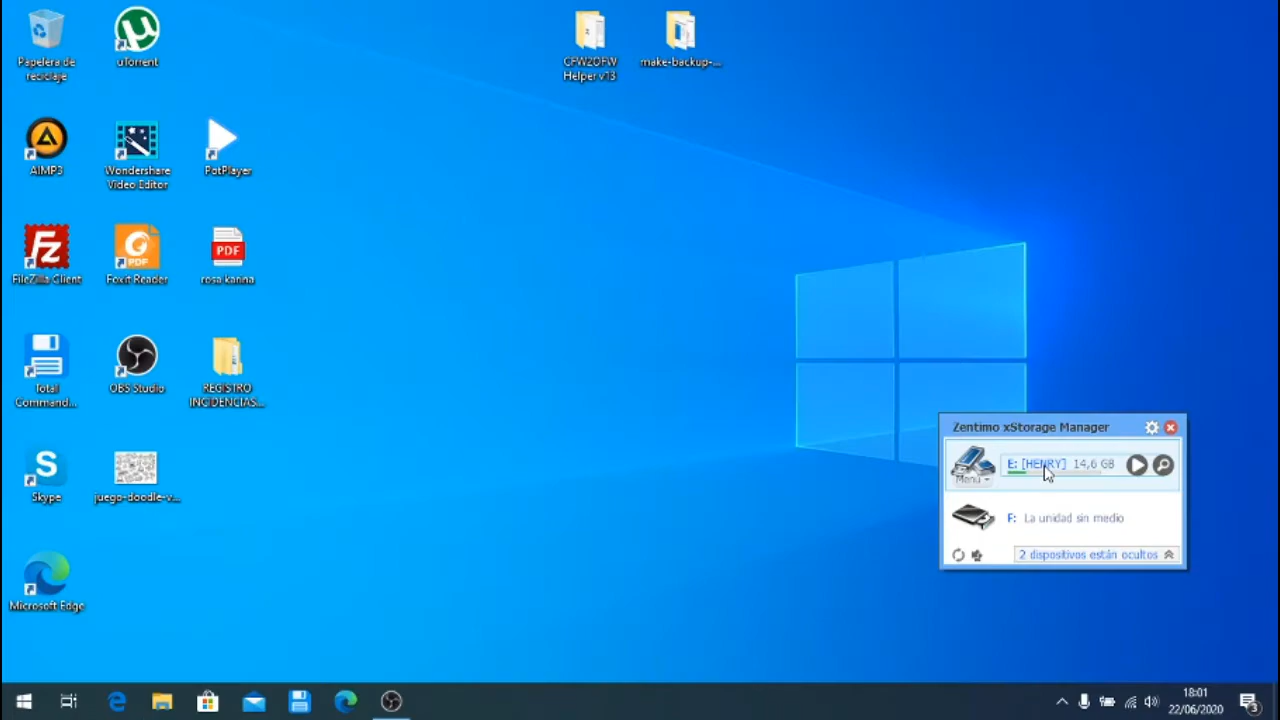 Papelera de
reciclaje
uTorrent
CFW2OFW
Helper v13
make-backup-...
AIMP3
Wondershare
Video Editor
PotPlayer
FileZilla Client
Foxit Reader
PDF
rosa karina
Total
Command...
OBS Studio
REGISTRO
INCIDENCIAS...
Skype
juego-doodle-v...
Microsoft Edge
Zentimo xStorage Manager
E: [HENRY] 14,6 GB
Menú
F: La unidad sin medio
2 dispositivos están ocultos
18:01
22/06/2020
3